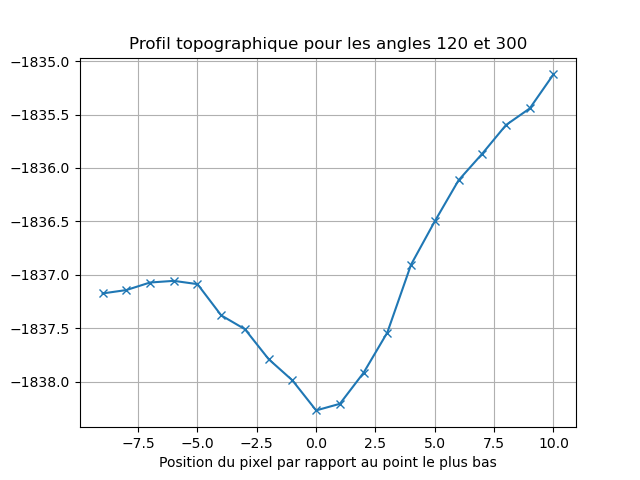 Profil topographique pour les angles 120 et 300
−1835.0
−1835.5
−1836.0
−1836.5
−1837.0
−1837.5
−1838.0
−7.5 −5.0 −2.5 0.0 2.5 5.0 7.5 10.0
Position du pixel par rapport au point le plus bas